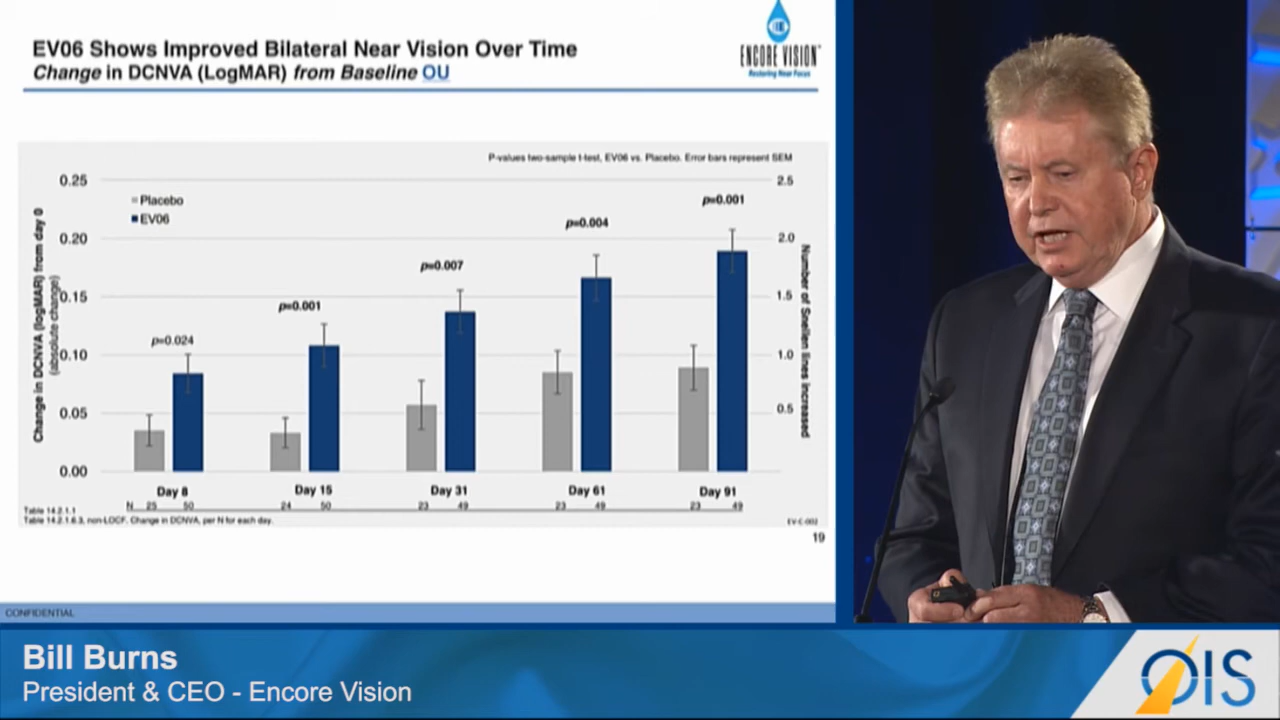 EV06 Shows Improved Bilateral Near Vision Over Time
Change in DCNVA (LogMAR) from Baseline OU
ENCORE VISION
Restoring Near Focus
P-values two-sample t-test, EV06 vs. Placebo. Error bars represent SEM
Change in DCNVA (logMAR) from day 0
(absolute change)
0.25
0.20
0.15
0.10
0.05
0.00
Placebo
EV06
p=0.024
p=0.001
p=0.007
p=0.004
p=0.001
2.5
2.0
1.5
1.0
0.5
Number of Snellen lines increased
Day 8 Day 15 Day 31 Day 61 Day 91
N 25 50 24 50 23 49 23 49 23 49
Table 14.2.1.1
Table 14.2.1.6.3, non-LOCF. Change in DCNVA, per N for each day.
EV-C-002
19
CONFIDENTIAL
Bill Burns
President & CEO - Encore Vision
OIS